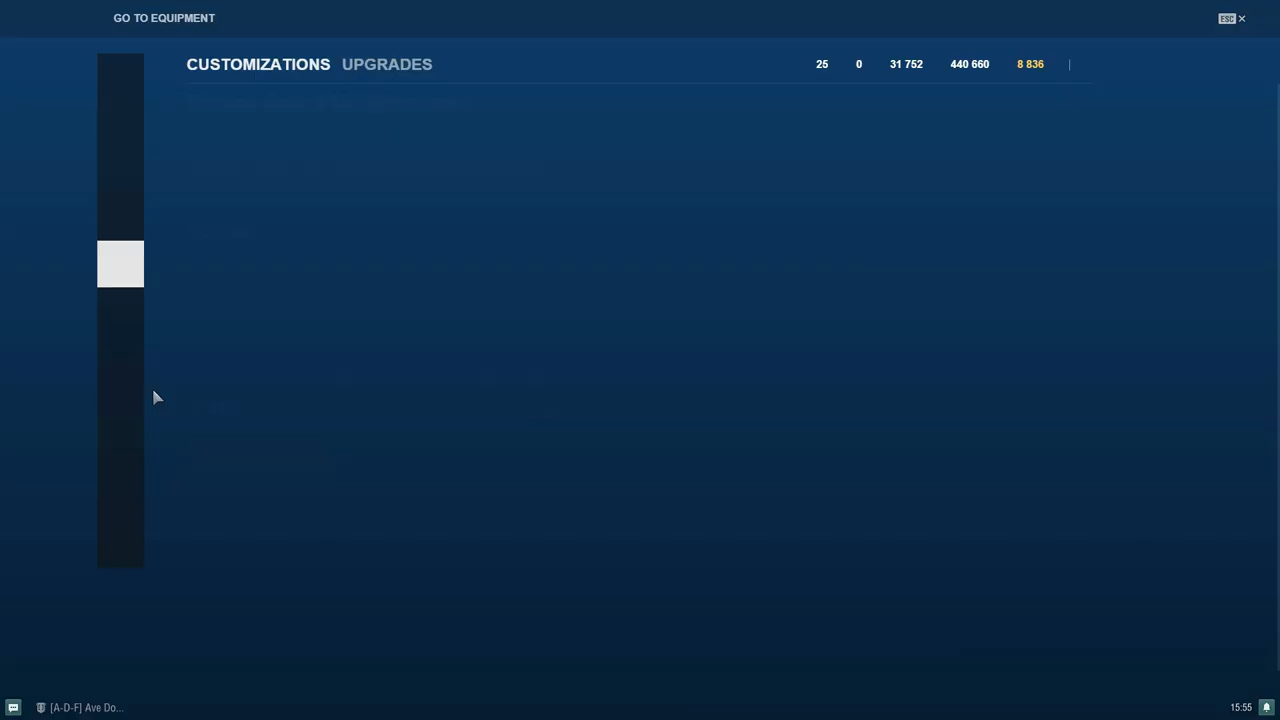 GO TO EQUIPMENT
ESC ×
CUSTOMIZATIONS UPGRADES 25 0 31 752 440 660 8 836
[A-D-F] Ave Do...
15:55